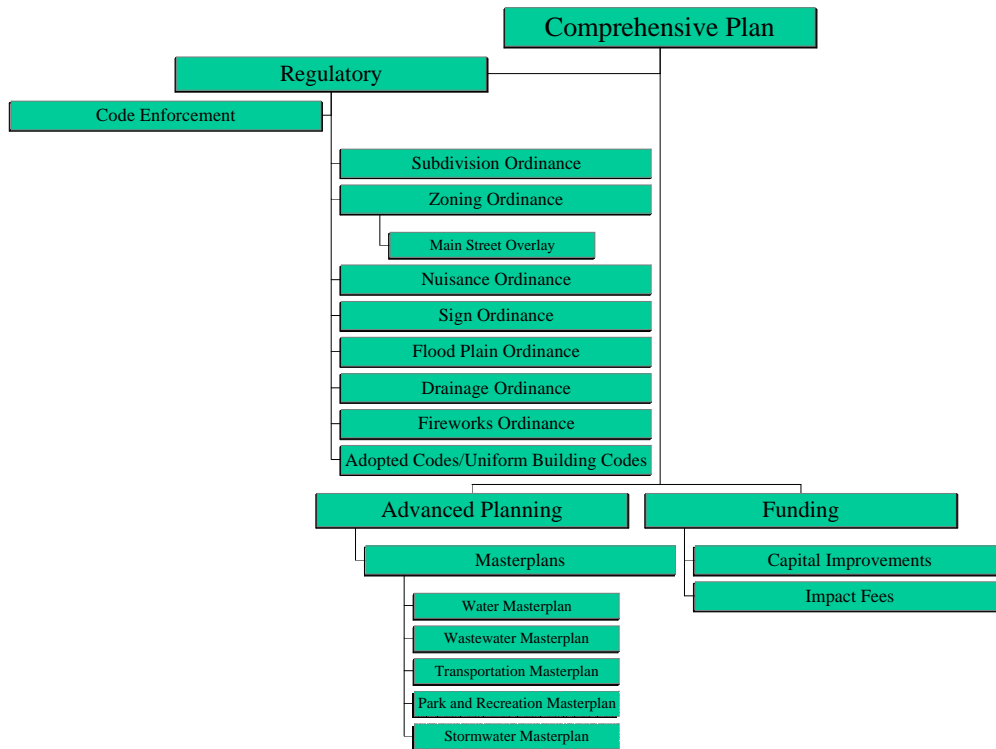 Comprehensive Plan
Regulatory
Code Enforcement
Subdivision Ordinance
Zoning Ordinance
Main Street Overlay
Nuisance Ordinance
Sign Ordinance
Flood Plain Ordinance
Drainage Ordinance
Fireworks Ordinance
Adopted Codes/Uniform Building Codes
Advanced Planning
Masterplans
Water Masterplan
Wastewater Masterplan
Transportation Masterplan
Park and Recreation Masterplan
Stormwater Masterplan
Funding
Capital Improvements
Impact Fees